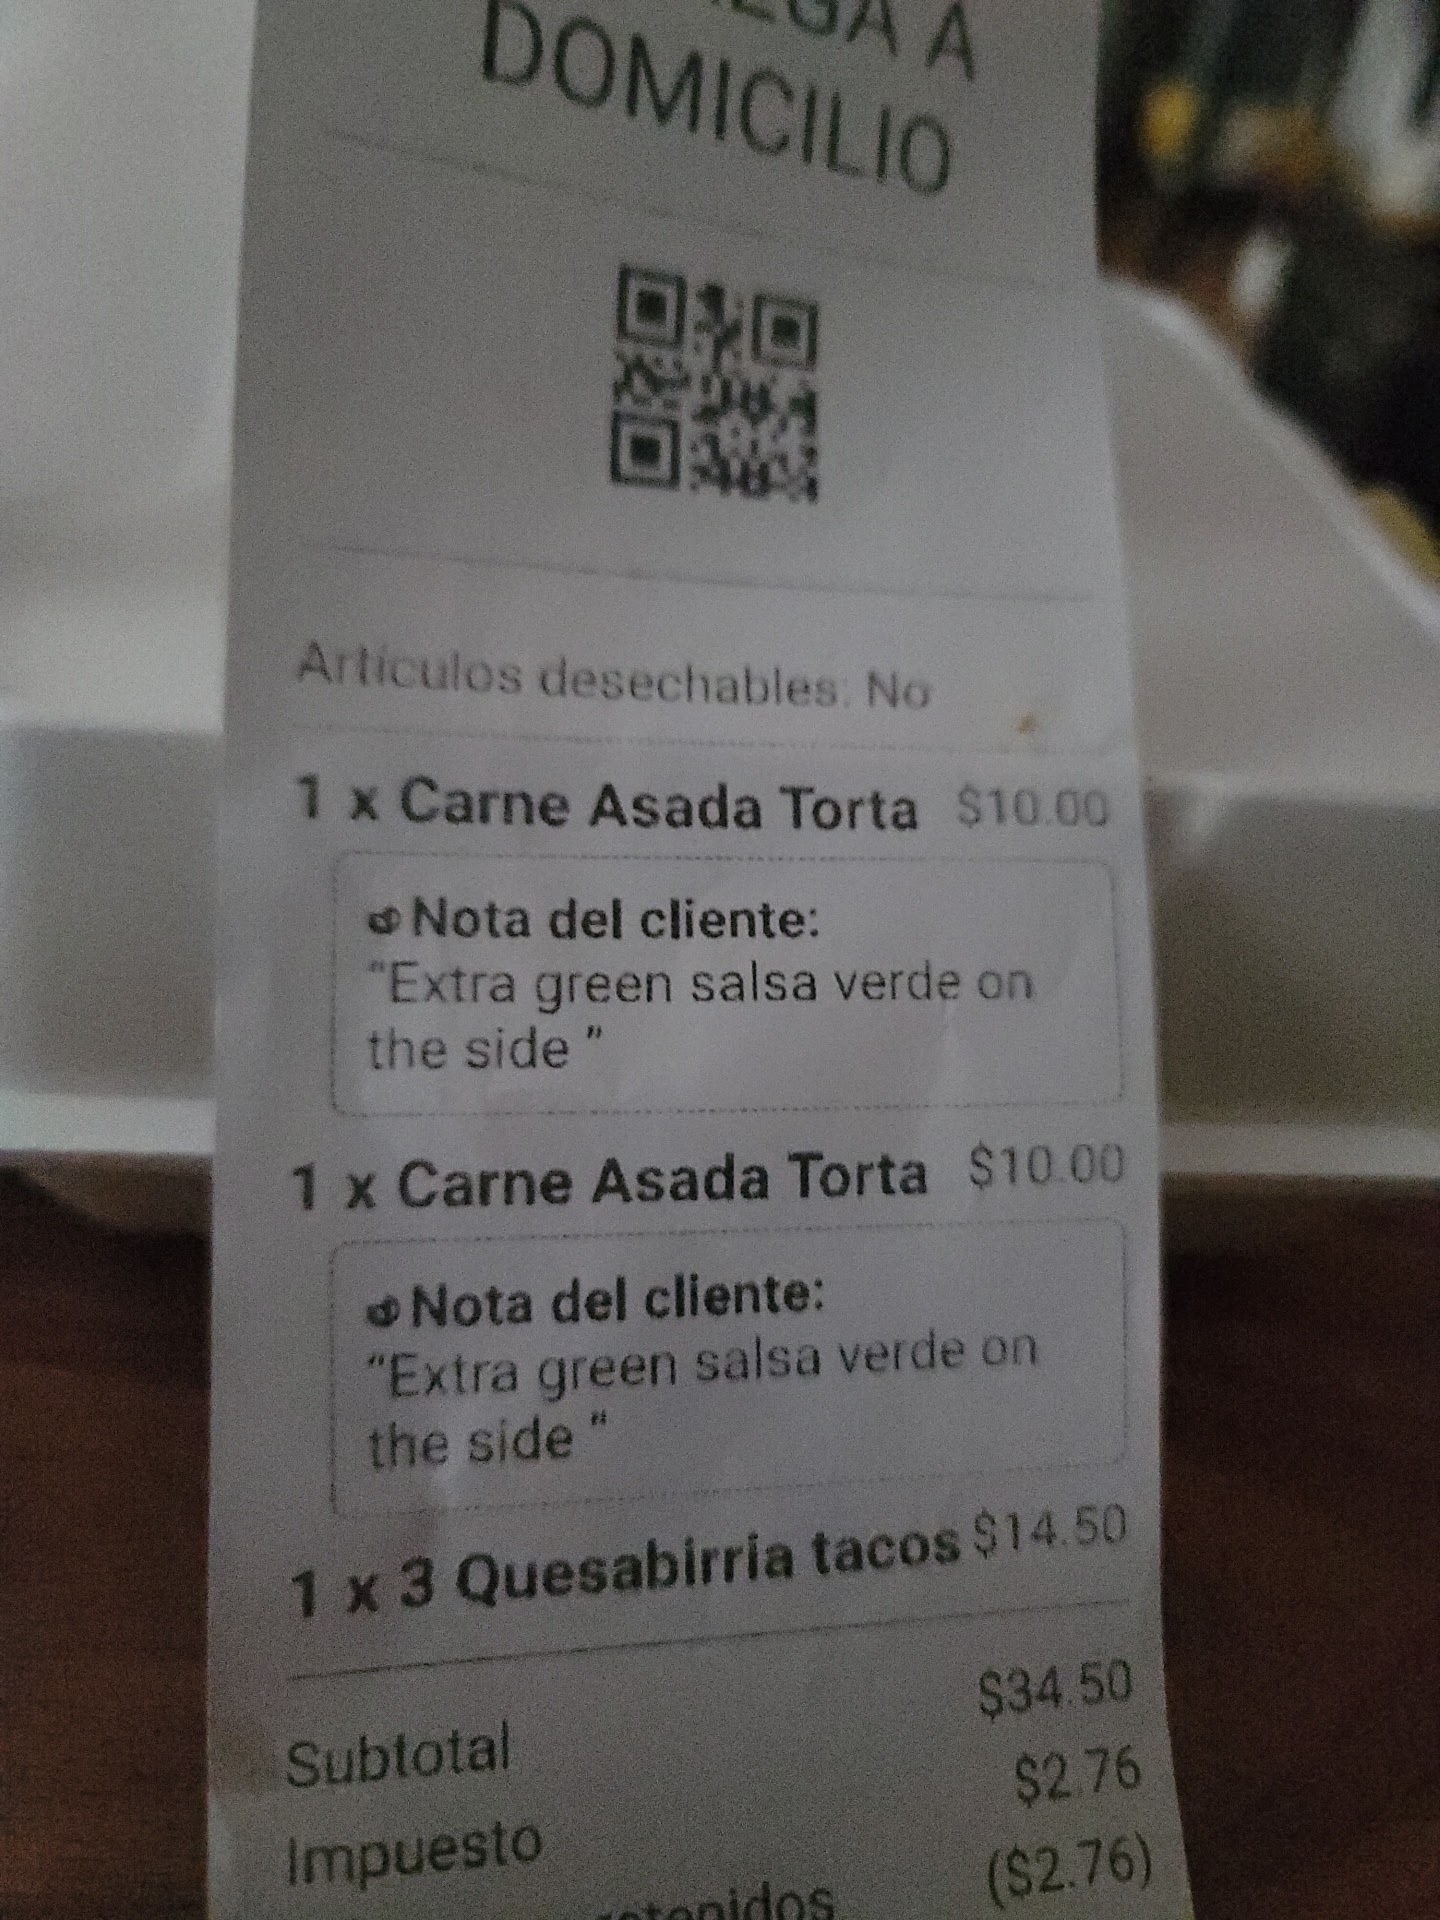 A
DOMICILIO
Artículos desechables: No
1 x Carne Asada Torta $10.00
Nota del cliente:
"Extra green salsa verde on
the side "
1 x Carne Asada Torta $10.00
Nota del cliente:
"Extra green salsa verde on
the side "
1 x 3 Quesabirria tacos $14.50
Subtotal $34.50
Impuesto $2.76
($2.76)